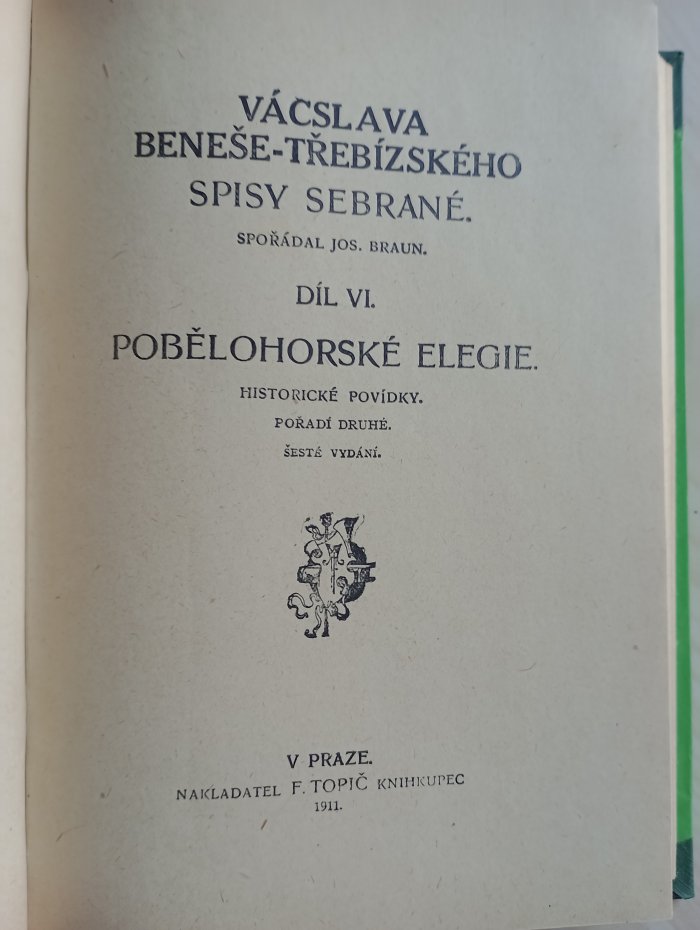 VÁCSLAVA
BENEŠE-TŘEBÍZSKÉHO
SPISY SEBRANÉ.
SPOŘÁDAL JOS. BRAUN.
DÍL VI.
POBĚLOHORSKÉ ELEGIE.
HISTORICKÉ POVÍDKY.
POŘADÍ DRUHÉ.
ŠESTÉ VYDÁNÍ.
V PRAZE.
NAKLADATEL F. TOPIČ KNIHKUPEC
1911.